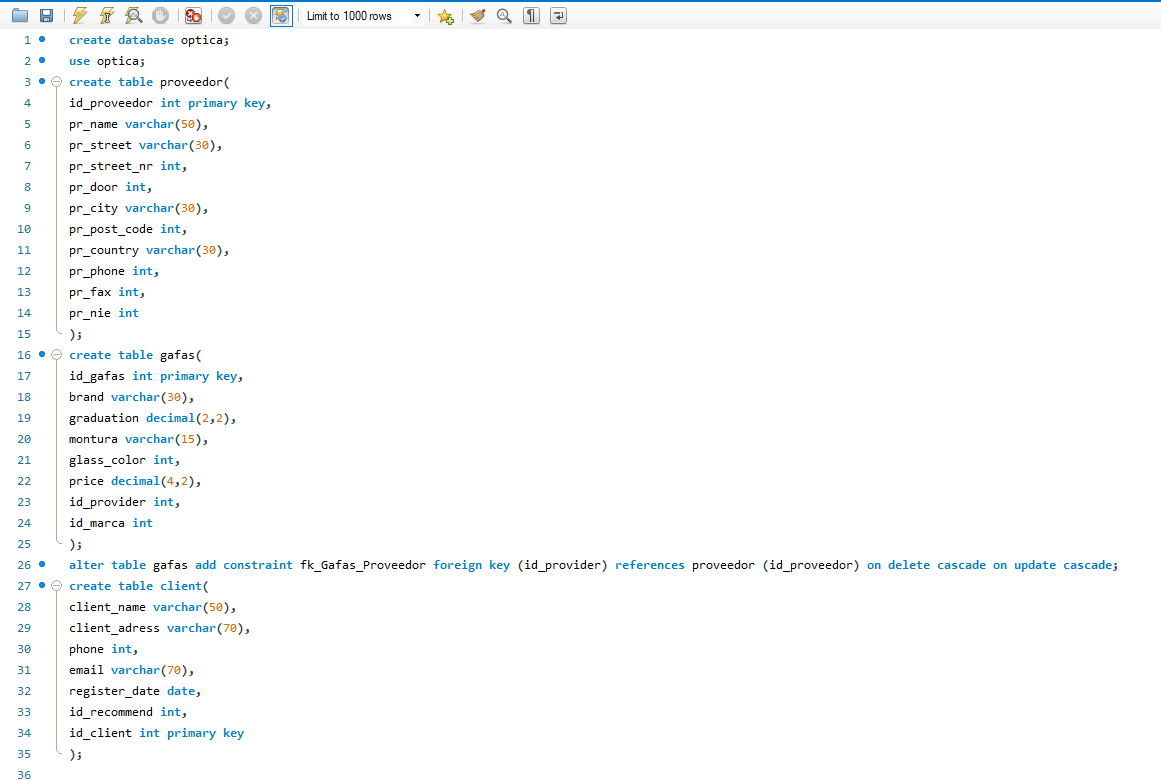 Limit to 1000 rows
1 create database optica;
2 use optica;
3 create table proveedor(
4 id_proveedor int primary key,
5 pr_name varchar(50),
6 pr_street varchar(30),
7 pr_street_nr int,
8 pr_door int,
9 pr_city varchar(30),
10 pr_post_code int,
11 pr_country varchar(30),
12 pr_phone int,
13 pr_fax int,
14 pr_nie int
15 );
16 create table gafas(
17 id_gafas int primary key,
18 brand varchar(30),
19 graduation decimal(2,2),
20 montura varchar(15),
21 glass_color int,
22 price decimal(4,2),
23 id_provider int,
24 id_marca int
25 );
26 alter table gafas add constraint fk_Gafas_Proveedor foreign key (id_provider) references proveedor (id_proveedor) on delete cascade on update cascade;
27 create table client(
28 client_name varchar(50),
29 client_adress varchar(70),
30 phone int,
31 email varchar(70),
32 register_date date,
33 id_recommend int,
34 id_client int primary key
35 );
36